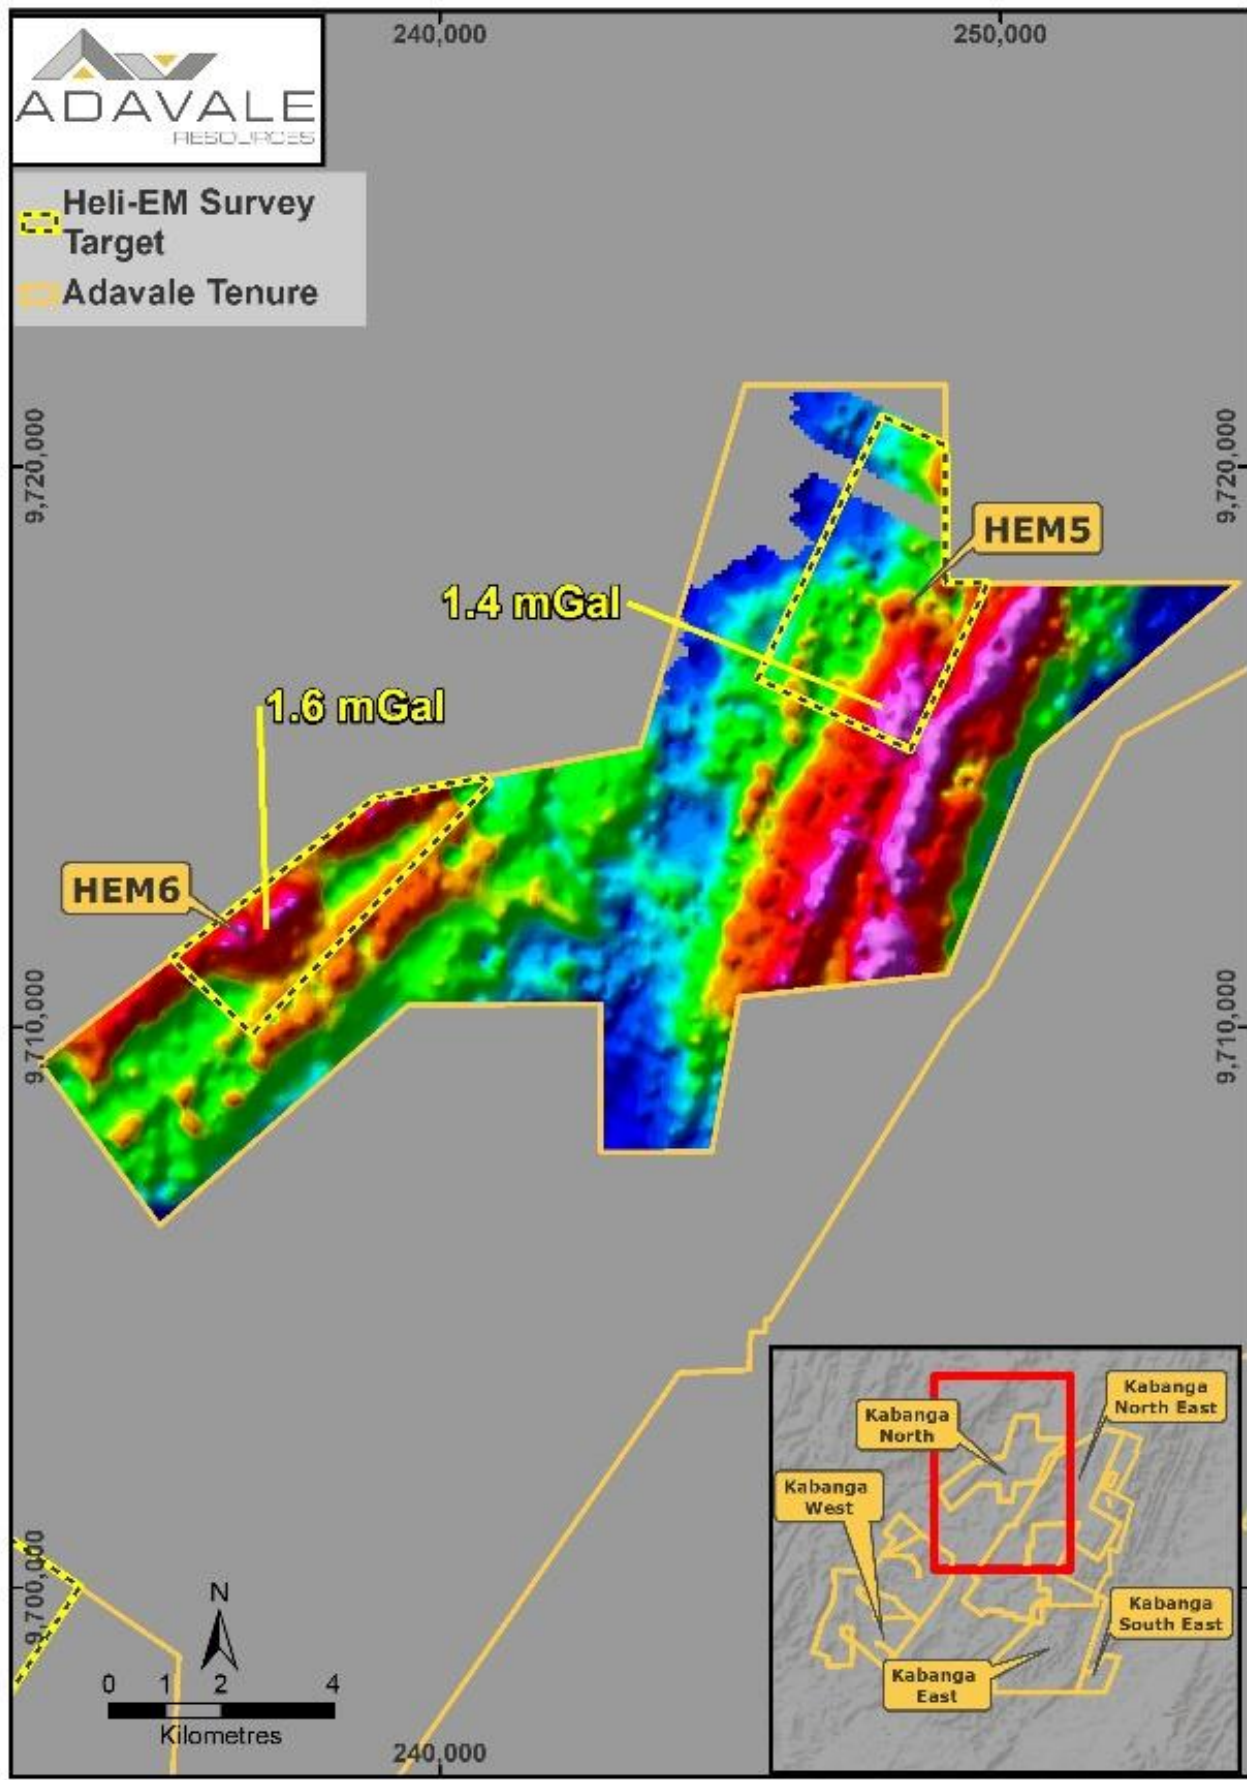 240,000
250,000
ADAVALE
RESOURCES
Heli-EM Survey
Target
Adavale Tenure
9,720,000
9,720,000
HEM5
1.4 mGal
1.6 mGal
HEM6
9,710,000
9,710,000
Kabanga
North East
Kabanga
North
Kabanga
West
Kabanga
South East
Kabanga
East
9,700,000
N
0 1 2 4
Kilometres
240,000